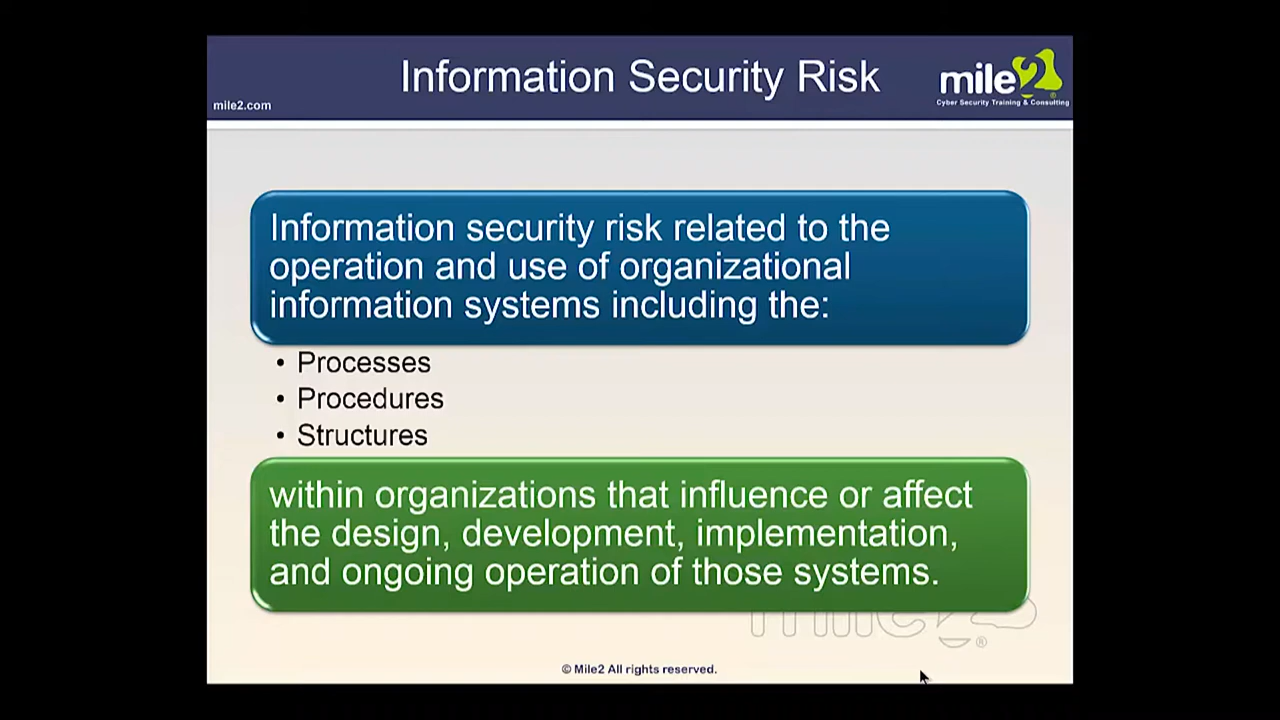 Information Security Risk
mile2.com
mile2
Cyber Security Training & Consulting
Information security risk related to the
operation and use of organizational
information systems including the:
• Processes
• Procedures
• Structures
within organizations that influence or affect
the design, development, implementation,
and ongoing operation of those systems.
mile2
®
© Mile2 All rights reserved.